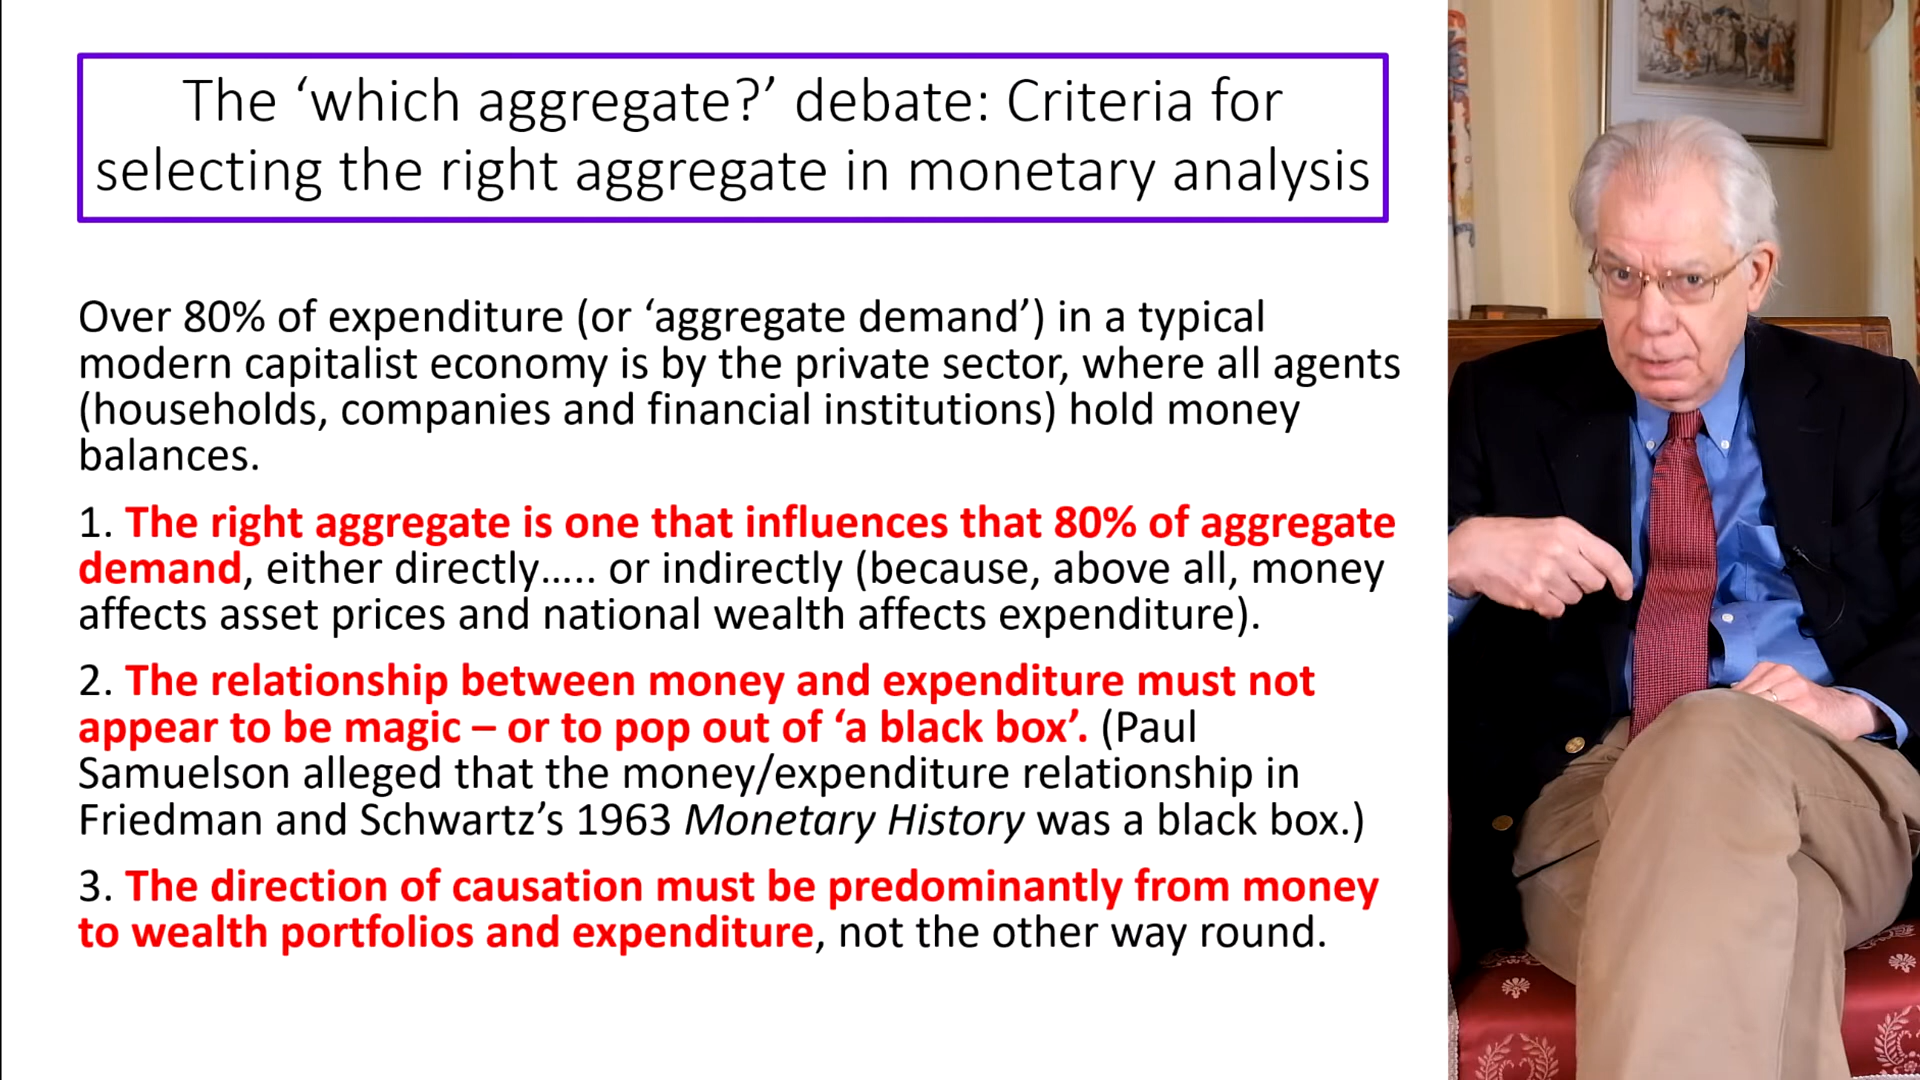 The ‘which aggregate?’ debate: Criteria for
selecting the right aggregate in monetary analysis
Over 80% of expenditure (or ‘aggregate demand’) in a typical
modern capitalist economy is by the private sector, where all agents
(households, companies and financial institutions) hold money
balances.
1. The right aggregate is one that influences that 80% of aggregate
demand, either directly..... or indirectly (because, above all, money
affects asset prices and national wealth affects expenditure).
2. The relationship between money and expenditure must not
appear to be magic – or to pop out of ‘a black box’. (Paul
Samuelson alleged that the money/expenditure relationship in
Friedman and Schwartz’s 1963 Monetary History was a black box.)
3. The direction of causation must be predominantly from money
to wealth portfolios and expenditure, not the other way round.